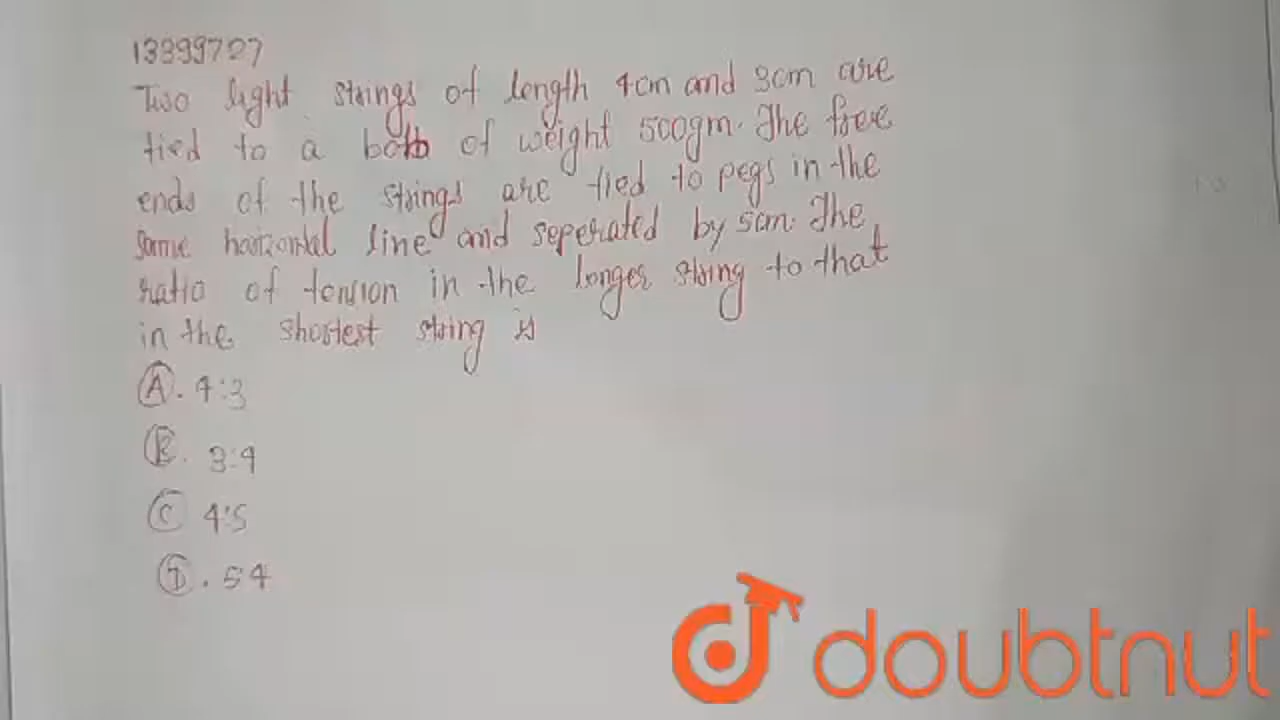 13399727
Two light strings of length 4cm and 3cm are
tied to a bob of weight 500gm. The free
ends of the strings are tied to pegs in the
same horizontal line and seperated by 5cm. The
ratio of tension in the longer string to that
in the shortest string is
A. 4:3
B. 3:4
C 4:5
D. 54
doubtnut